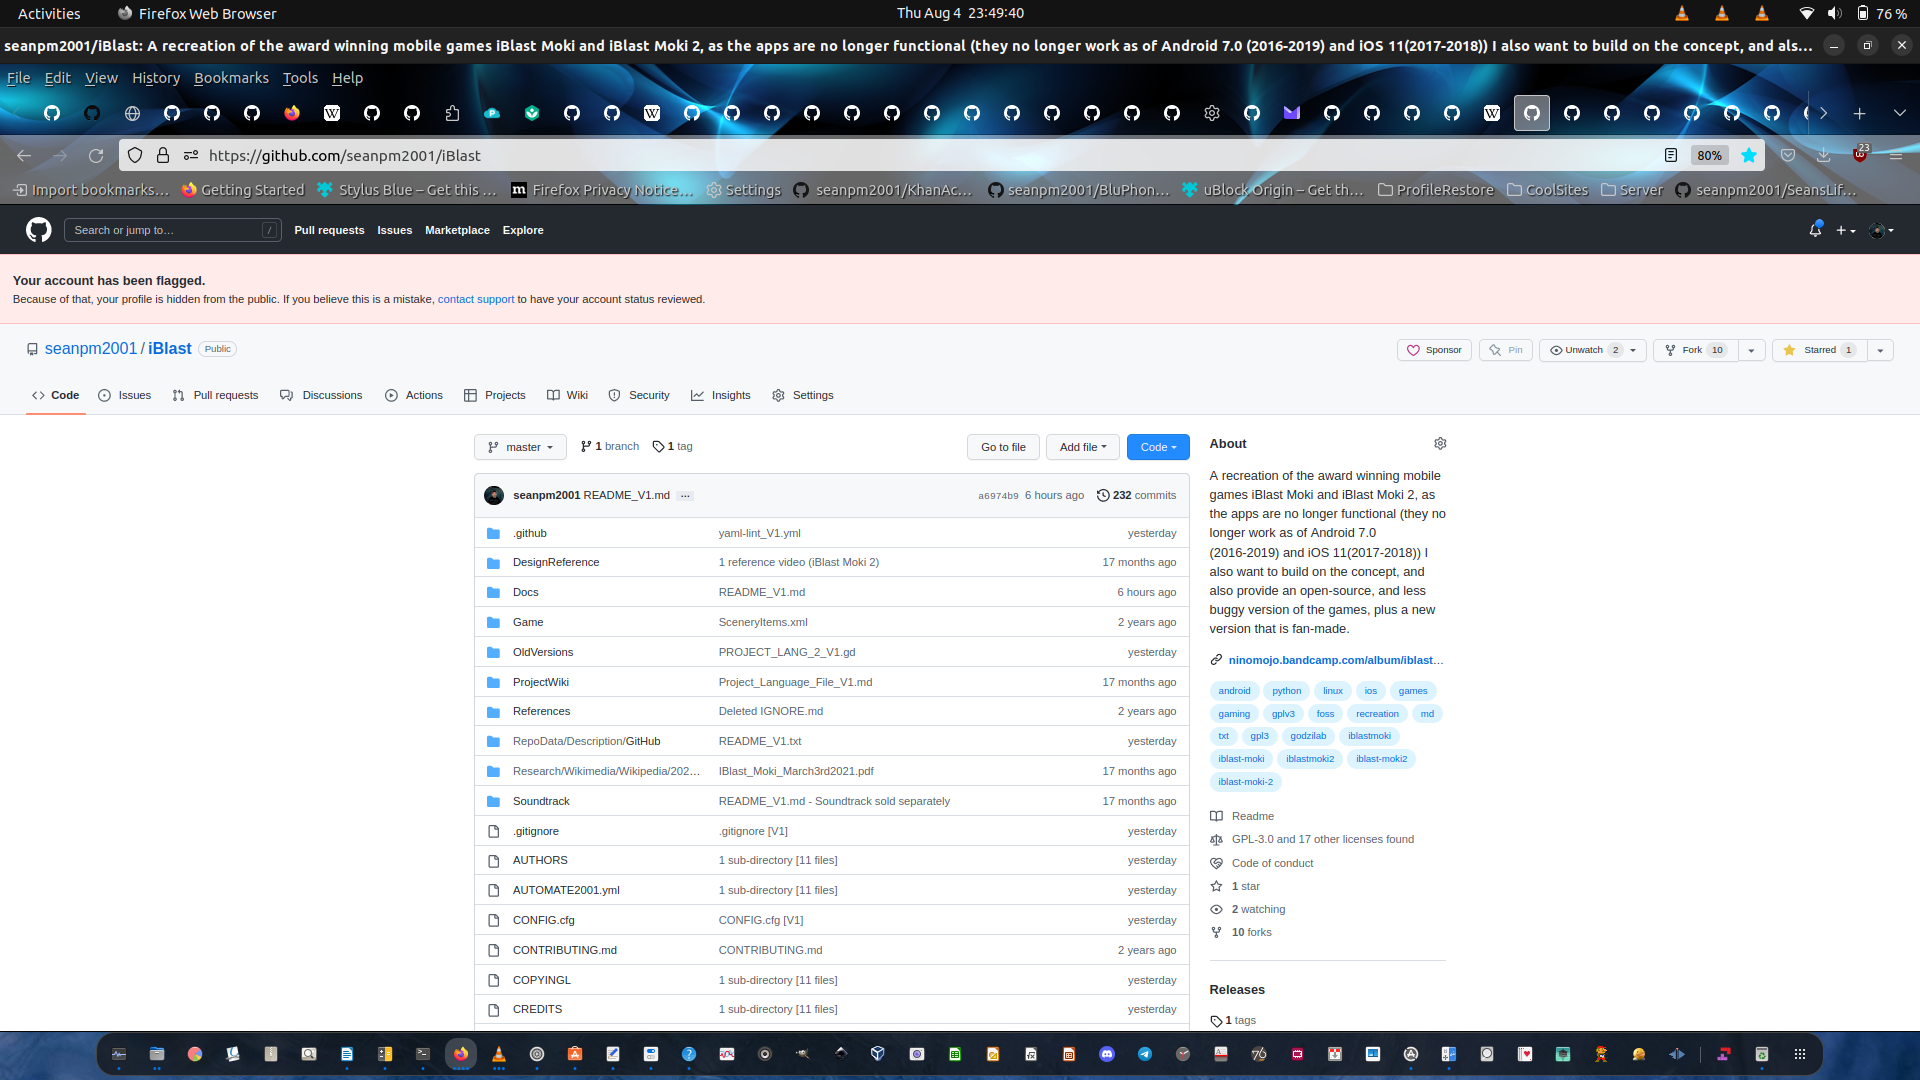 Activities Firefox Web Browser Thu Aug 4 23:49:40 76 %
seanpm2001/iBlast: A recreation of the award winning mobile games iBlast Moki and iBlast Moki 2, as the apps are no longer functional (they no longer work as of Android 7.0 (2016-2019) and iOS 11(2017-2018)) I also want to build on the concept, and als…
File Edit View History Bookmarks Tools Help
https://github.com/seanpm2001/iBlast 80% 23
Import bookmarks… Getting Started Stylus Blue – Get this … Firefox Privacy Notice… Settings seanpm2001/KhanAc… seanpm2001/BluPhon… uBlock Origin – Get th… ProfileRestore CoolSites Server seanpm2001/SeansLif…
Search or jump to… / Pull requests Issues Marketplace Explore
Your account has been flagged.
Because of that, your profile is hidden from the public. If you believe this is a mistake, contact support to have your account status reviewed.
seanpm2001 / iBlast Public
Sponsor Pin Unwatch 2 Fork 10 Starred 1
Code Issues Pull requests Discussions Actions Projects Wiki Security Insights Settings
master 1 branch 1 tag Go to file Add file Code
seanpm2001 README_V1.md … a6974b9 6 hours ago 232 commits
.github yaml-lint_V1.yml yesterday
DesignReference 1 reference video (iBlast Moki 2) 17 months ago
Docs README_V1.md 6 hours ago
Game SceneryItems.xml 2 years ago
OldVersions PROJECT_LANG_2_V1.gd yesterday
ProjectWiki Project_Language_File_V1.md 17 months ago
References Deleted IGNORE.md 2 years ago
RepoData/Description/GitHub README_V1.txt yesterday
Research/Wikimedia/Wikipedia/202… IBlast_Moki_March3rd2021.pdf 17 months ago
Soundtrack README_V1.md - Soundtrack sold separately 17 months ago
.gitignore .gitignore [V1] yesterday
AUTHORS 1 sub-directory [11 files] yesterday
AUTOMATE2001.yml 1 sub-directory [11 files] yesterday
CONFIG.cfg CONFIG.cfg [V1] yesterday
CONTRIBUTING.md CONTRIBUTING.md 2 years ago
COPYINGL 1 sub-directory [11 files] yesterday
CREDITS 1 sub-directory [11 files] yesterday
About
A recreation of the award winning mobile
games iBlast Moki and iBlast Moki 2, as
the apps are no longer functional (they no
longer work as of Android 7.0
(2016-2019) and iOS 11(2017-2018)) I
also want to build on the concept, and
also provide an open-source, and less
buggy version of the games, plus a new
version that is fan-made.
ninomojo.bandcamp.com/album/iblast…
android python linux ios games
gaming gplv3 foss recreation md
txt gpl3 godzilab iblastmoki
iblast-moki iblastmoki2 iblast-moki2
iblast-moki-2
Readme
GPL-3.0 and 17 other licenses found
Code of conduct
1 star
2 watching
10 forks
Releases
1 tags